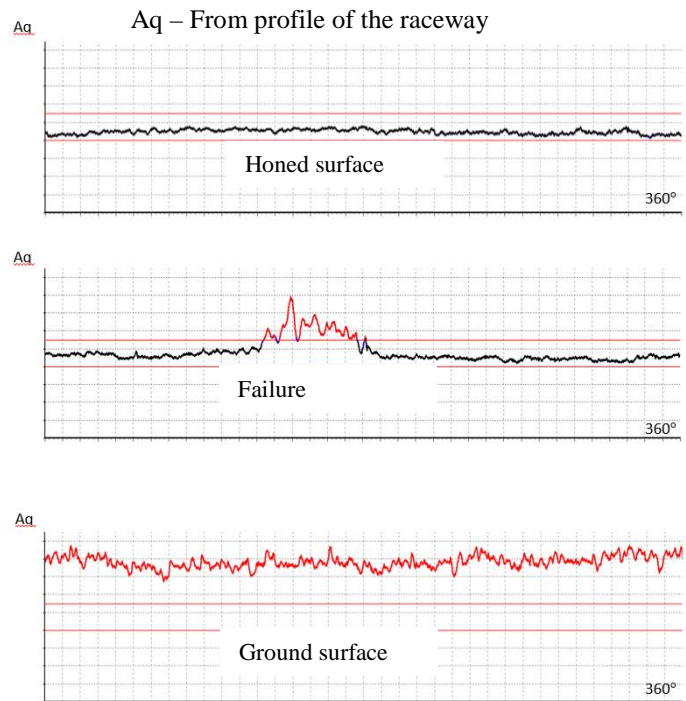 Aq – From profile of the raceway
Aq
Honed surface
360°
Aq
Failure
360°
Aq
Ground surface
360°